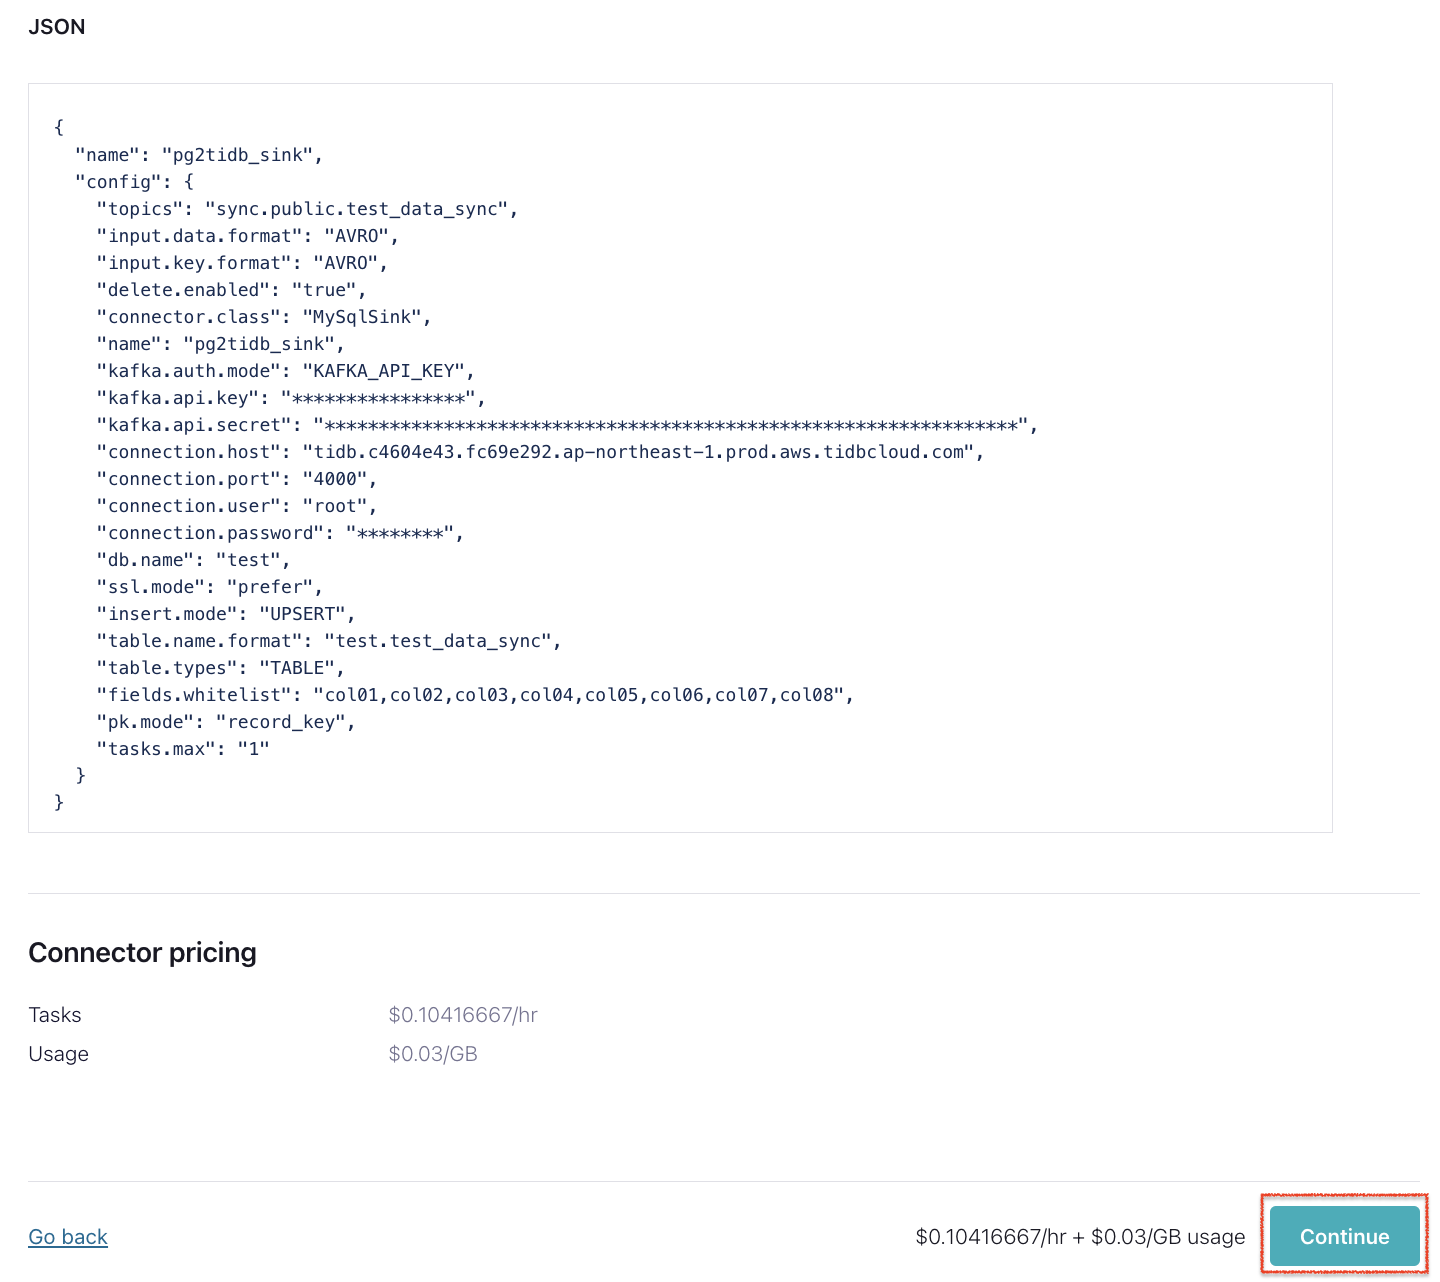 JSON
{
"name": "pg2tidb_sink",
"config": {
"topics": "sync.public.test_data_sync",
"input.data.format": "AVRO",
"input.key.format": "AVRO",
"delete.enabled": "true",
"connector.class": "MySqlSink",
"name": "pg2tidb_sink",
"kafka.auth.mode": "KAFKA_API_KEY",
"kafka.api.key": "****************",
"kafka.api.secret": "****************************************************************",
"connection.host": "tidb.c4604e43.fc69e292.ap-northeast-1.prod.aws.tidbcloud.com",
"connection.port": "4000",
"connection.user": "root",
"connection.password": "********",
"db.name": "test",
"ssl.mode": "prefer",
"insert.mode": "UPSERT",
"table.name.format": "test.test_data_sync",
"table.types": "TABLE",
"fields.whitelist": "col01,col02,col03,col04,col05,col06,col07,col08",
"pk.mode": "record_key",
"tasks.max": "1"
}
}
Connector pricing
Tasks $0.10416667/hr
Usage $0.03/GB
Go back $0.10416667/hr + $0.03/GB usage Continue